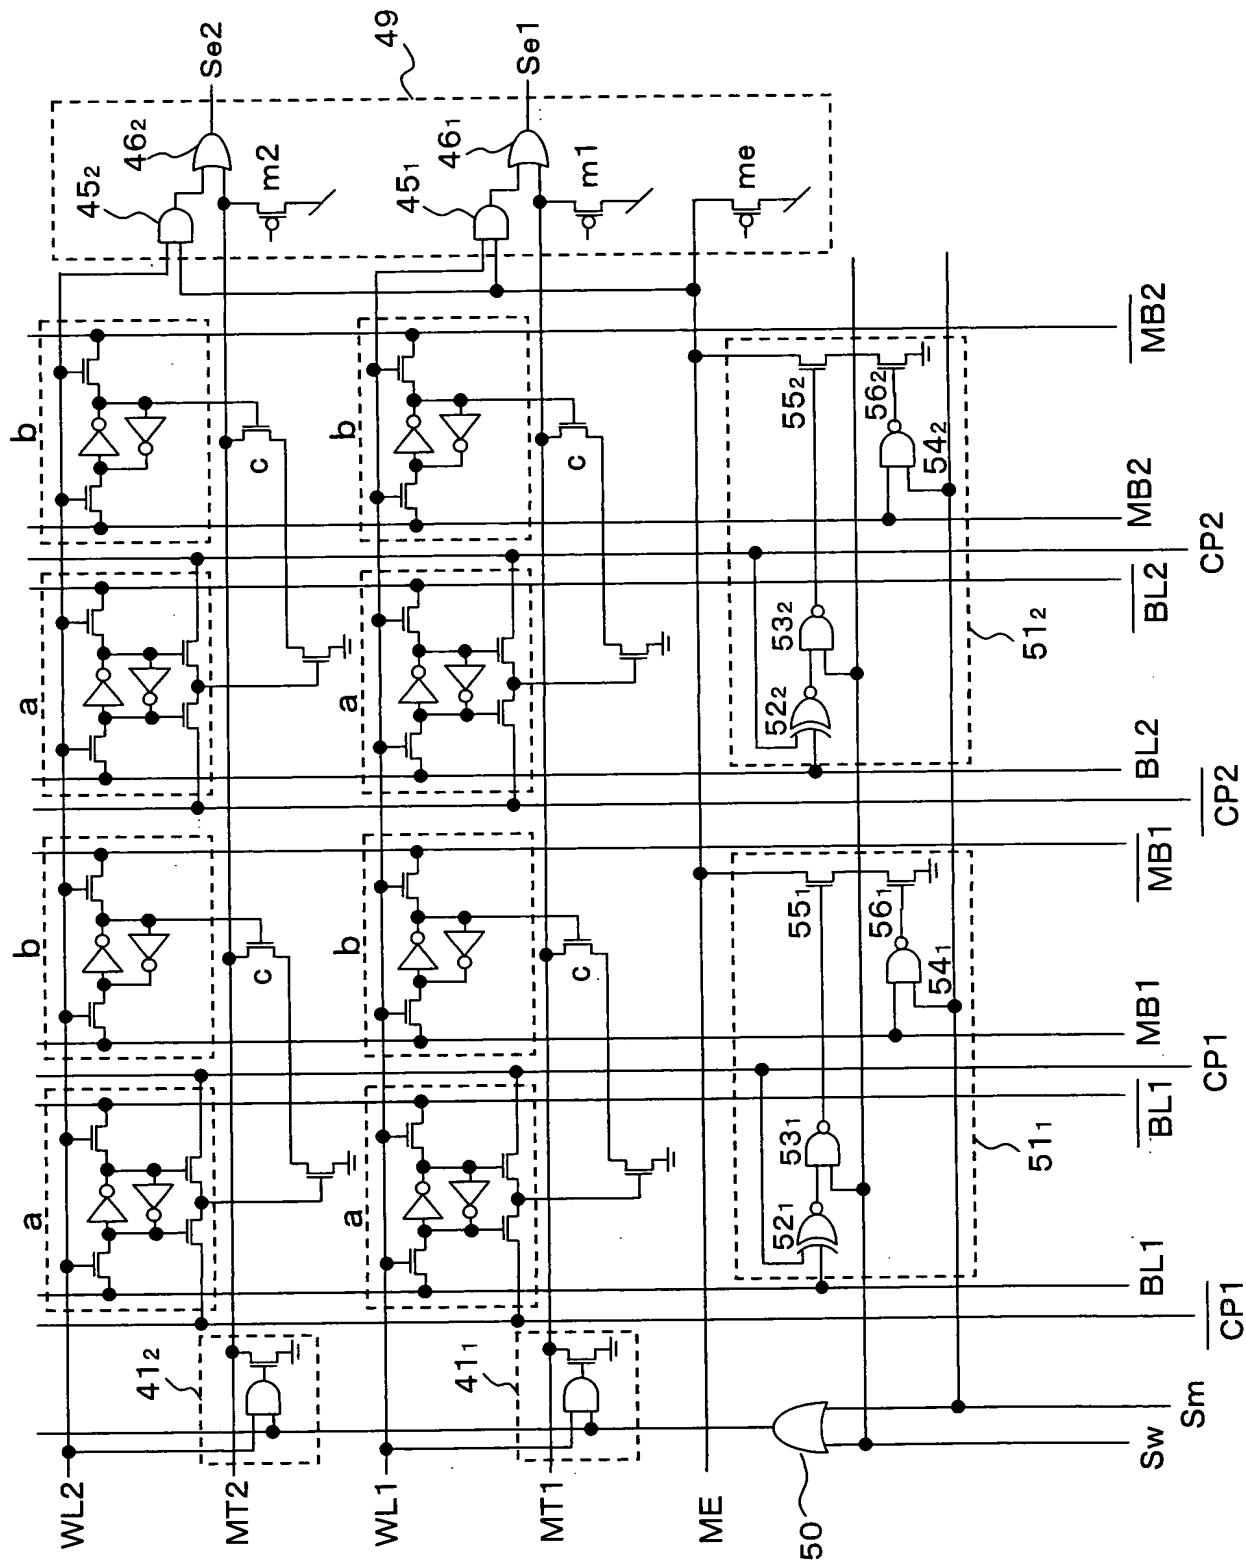 WL2
MT2
WL1
MT1
ME
41₂
41₁
50
a
b
a
b
c
c
a
b
a
b
c
c
45₂
46₂
m2
Se2
49
45₁
46₁
m1
Se1
me
52₁
53₁
54₁
55₁
56₁
51₁
52₂
53₂
54₂
55₂
56₂
51₂
Sw
Sm
CP1
BL1
BL1
CP1
MB1
MB1
CP2
BL2
BL2
CP2
MB2
MB2